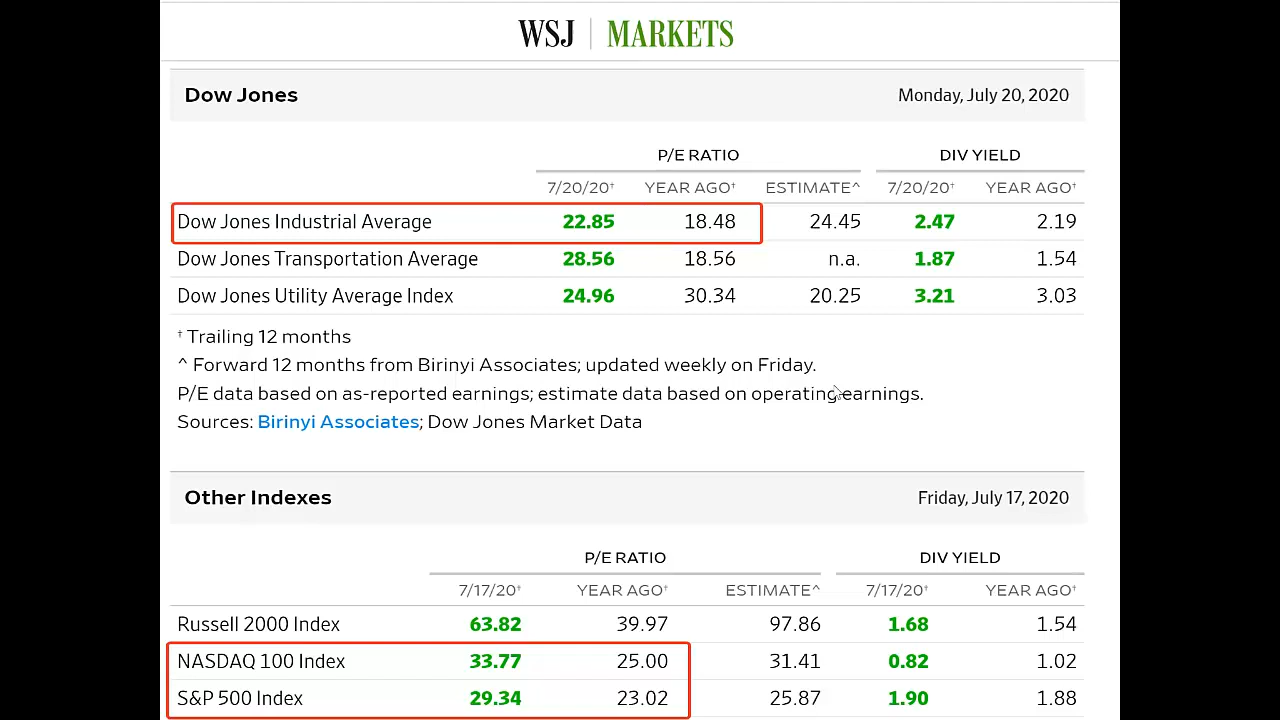 WSJ | MARKETS
Dow Jones Monday, July 20, 2020
P/E RATIO DIV YIELD
7/20/20† YEAR AGO† ESTIMATE^ 7/20/20† YEAR AGO†
Dow Jones Industrial Average 22.85 18.48 24.45 2.47 2.19
Dow Jones Transportation Average 28.56 18.56 n.a. 1.87 1.54
Dow Jones Utility Average Index 24.96 30.34 20.25 3.21 3.03
† Trailing 12 months
^ Forward 12 months from Birinyi Associates; updated weekly on Friday.
P/E data based on as-reported earnings; estimate data based on operating earnings.
Sources: Birinyi Associates; Dow Jones Market Data
Other Indexes Friday, July 17, 2020
P/E RATIO DIV YIELD
7/17/20† YEAR AGO† ESTIMATE^ 7/17/20† YEAR AGO†
Russell 2000 Index 63.82 39.97 97.86 1.68 1.54
NASDAQ 100 Index 33.77 25.00 31.41 0.82 1.02
S&P 500 Index 29.34 23.02 25.87 1.90 1.88